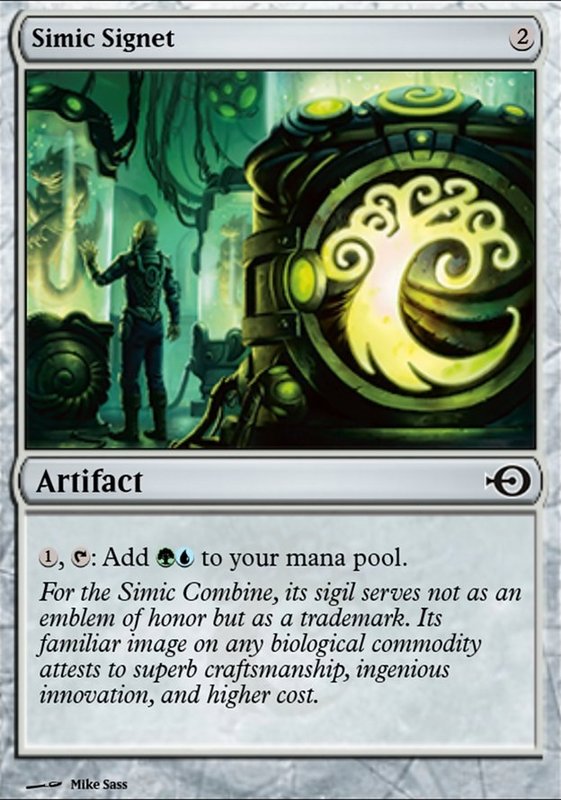 Simic Signet 2
Artifact
1, : Add to your mana pool.
For the Simic Combine, its sigil serves not as an
emblem of honor but as a trademark. Its
familiar image on any biological commodity
attests to superb craftsmanship, ingenious
innovation, and higher cost.
Mike Sass